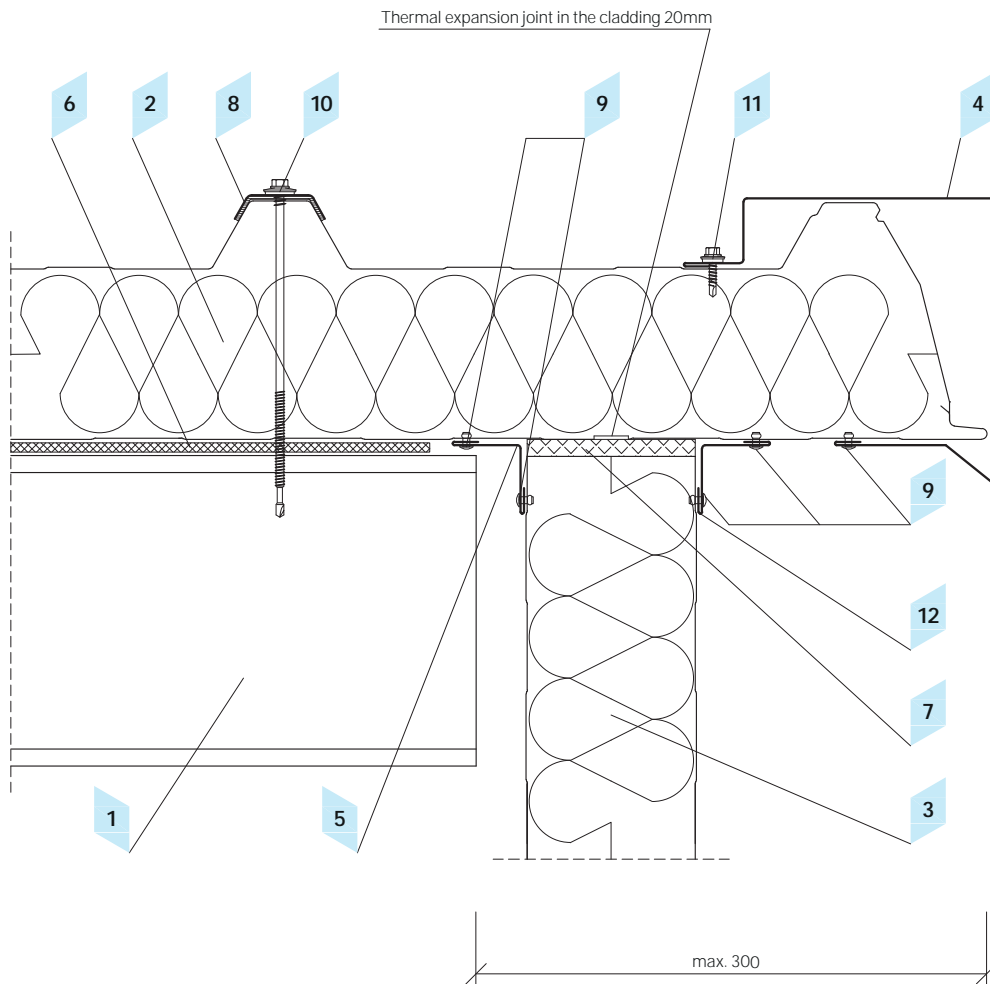 Thermal expansion joint in the cladding 20mm
6 2 8 10 9 11 4
9
12
7
1 5 3
max. 300